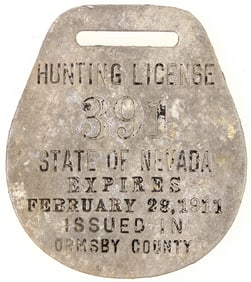 HUNTING LICENSE
391
STATE OF NEVADA
EXPIRES
FEBRUARY 28, 1911
ISSUED IN
ORMSBY COUNTY